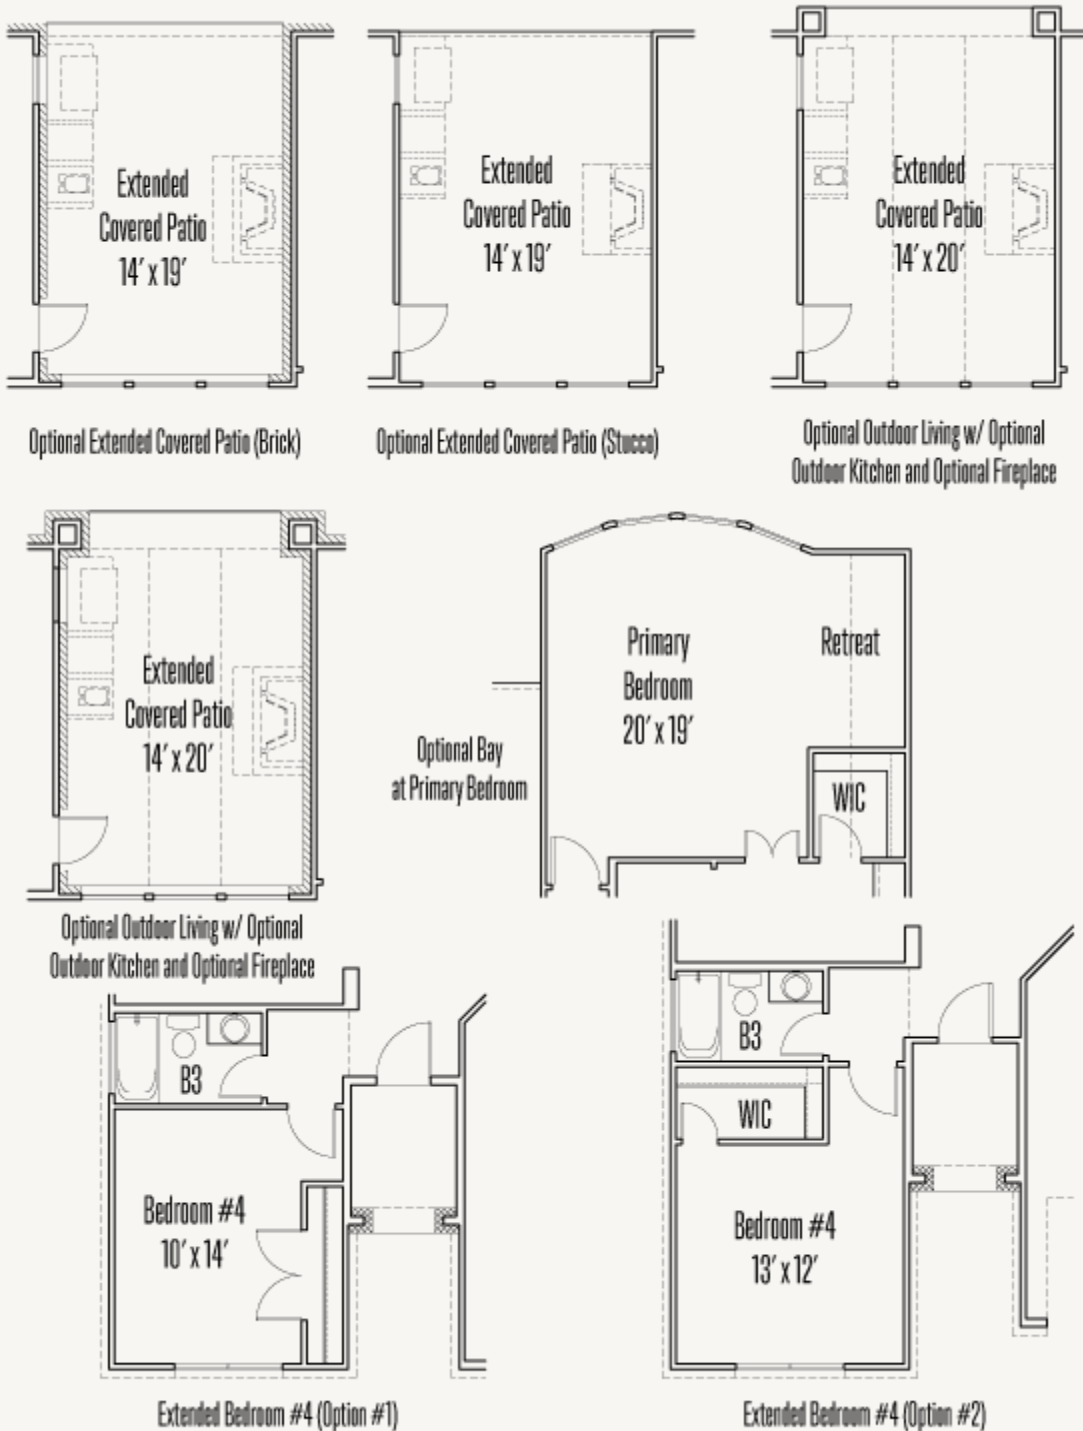 Extended
Covered Patio
14' x 19'
Optional Extended Covered Patio (Brick)
Extended
Covered Patio
14' x 19'
Optional Extended Covered Patio (Stucco)
Extended
Covered Patio
14' x 20'
Optional Outdoor Living w/ Optional
Outdoor Kitchen and Optional Fireplace
Extended
Covered Patio
14' x 20'
Optional Outdoor Living w/ Optional
Outdoor Kitchen and Optional Fireplace
Primary
Bedroom
20' x 19'
Retreat
WIC
Optional Bay
at Primary Bedroom
B3
Bedroom #4
10' x 14'
Extended Bedroom #4 (Option #1)
B3
WIC
Bedroom #4
13' x 12'
Extended Bedroom #4 (Option #2)